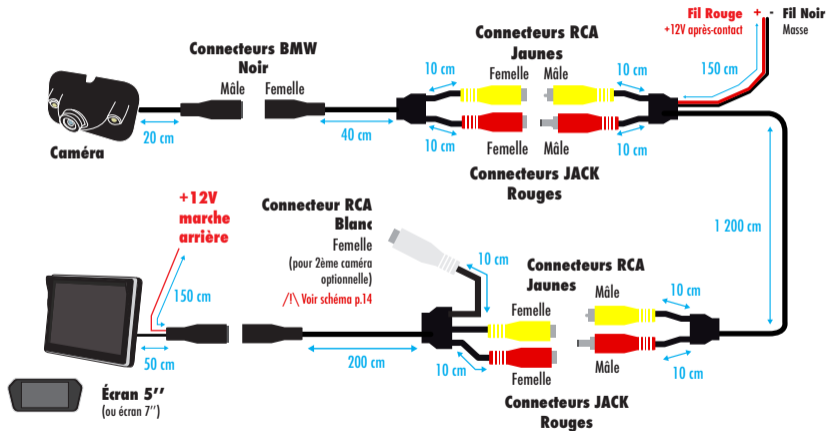 Fil Rouge + - Fil Noir
+12V après-contact
Masse
Connecteurs BMW
Noir
Mâle
Femelle
Connecteurs RCA
Jaunes
10 cm
Femelle
Mâle
10 cm
150 cm
20 cm
40 cm
Caméra
10 cm
Femelle
Mâle
10 cm
Connecteurs JACK
Rouges
+12V
marche
arrière
Connecteur RCA
Blanc
Femelle
(pour 2ème caméra
optionnelle)
/!\ Voir schéma p.14
10 cm
1 200 cm
Connecteurs RCA
Jaunes
Mâle
10 cm
150 cm
Femelle
50 cm
200 cm
10 cm
Femelle
Mâle
10 cm
Écran 5’’
(ou écran 7’’)
Connecteurs JACK
Rouges